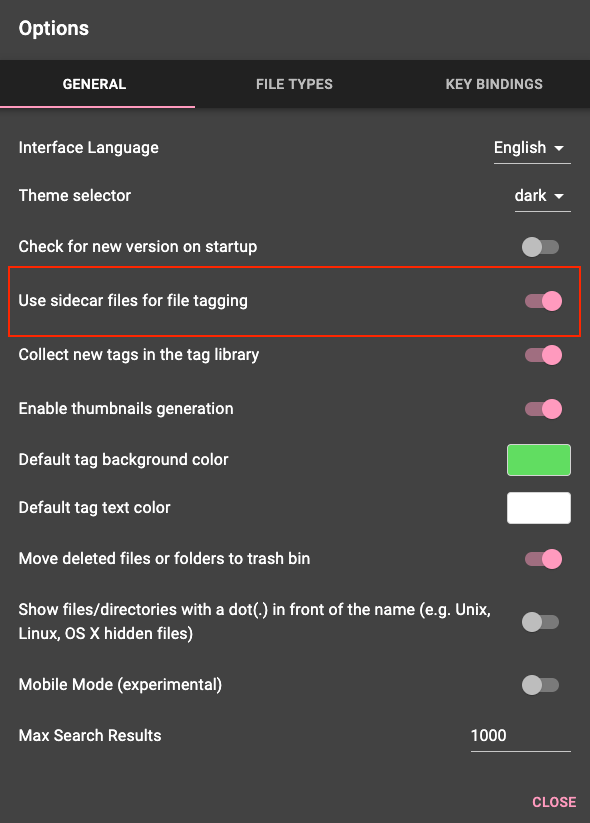 Options
GENERAL
FILE TYPES
KEY BINDINGS
Interface Language
English
Theme selector
dark
Check for new version on startup
Use sidecar files for file tagging
Collect new tags in the tag library
Enable thumbnails generation
Default tag background color
Default tag text color
Move deleted files or folders to trash bin
Show files/directories with a dot(.) in front of the name (e.g. Unix,
Linux, OS X hidden files)
Mobile Mode (experimental)
Max Search Results
1000
CLOSE